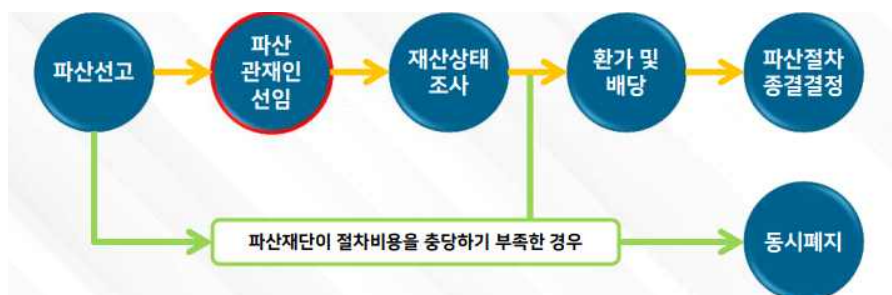 파산선고
파산
관재인
선임
재산상태
조사
환가 및
배당
파산절차
종결결정
파산재단이 절차비용을 충당하기 부족한 경우
동시폐지